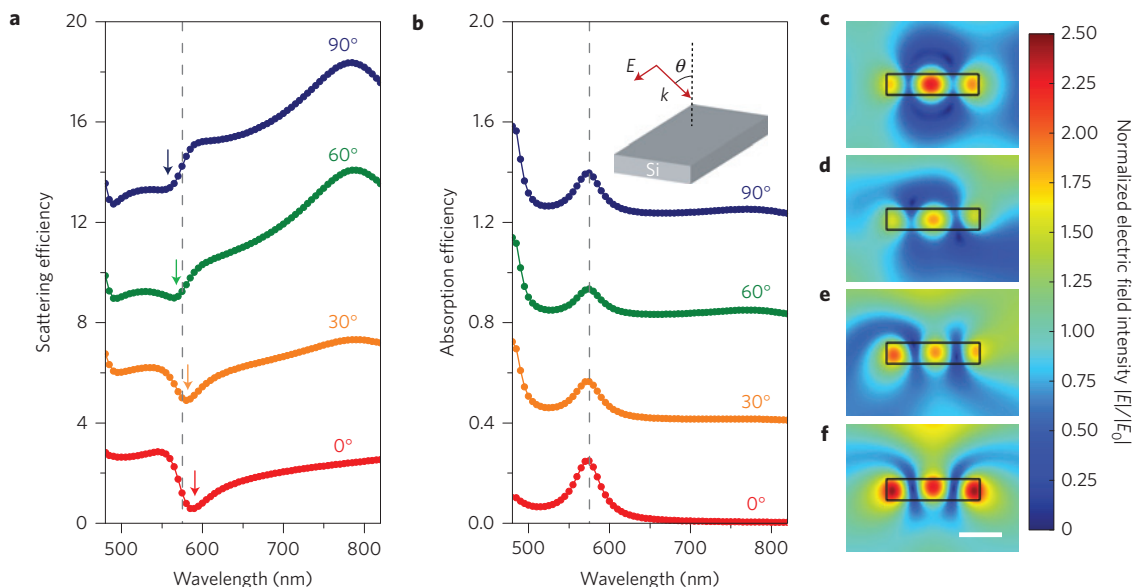 a
20
16
12
8
4
0
Scattering efficiency
90°
60°
30°
0°
500
600
700
800
Wavelength (nm)
b
2.0
1.6
1.2
0.8
0.4
0.0
Absorption efficiency
E
θ
k
Si
90°
60°
30°
0°
500
600
700
800
Wavelength (nm)
c
d
e
f
2.50
2.25
2.00
1.75
1.50
1.25
1.00
0.75
0.50
0.25
0
Normalized electric field intensity |E|/|E₀|